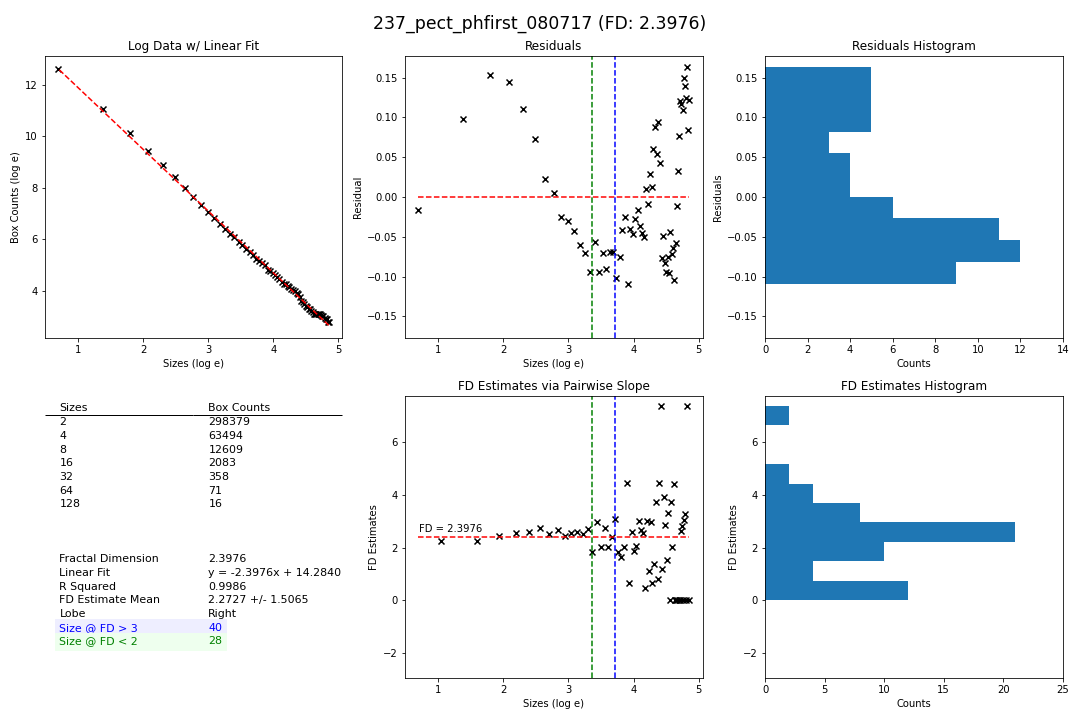 237_pect_phfirst_080717 (FD: 2.3976)
Log Data w/ Linear Fit
12
10
8
6
4
Box Counts (log e)
1 2 3 4 5
Sizes (log e)
Residuals
0.15
0.10
0.05
0.00
−0.05
−0.10
−0.15
Residual
1 2 3 4 5
Sizes (log e)
Residuals Histogram
0.15
0.10
0.05
0.00
−0.05
−0.10
−0.15
Residuals
0 2 4 6 8 10 12 14
Counts
Sizes Box Counts
2 298379
4 63494
8 12609
16 2083
32 358
64 71
128 16
Fractal Dimension 2.3976
Linear Fit y = -2.3976x + 14.2840
R Squared 0.9986
FD Estimate Mean 2.2727 +/- 1.5065
Lobe Right
Size @ FD > 3 40
Size @ FD < 2 28
FD Estimates via Pairwise Slope
6
4
2
0
−2
FD Estimates
FD = 2.3976
1 2 3 4 5
Sizes (log e)
FD Estimates Histogram
6
4
2
0
−2
FD Estimates
0 5 10 15 20 25
Counts